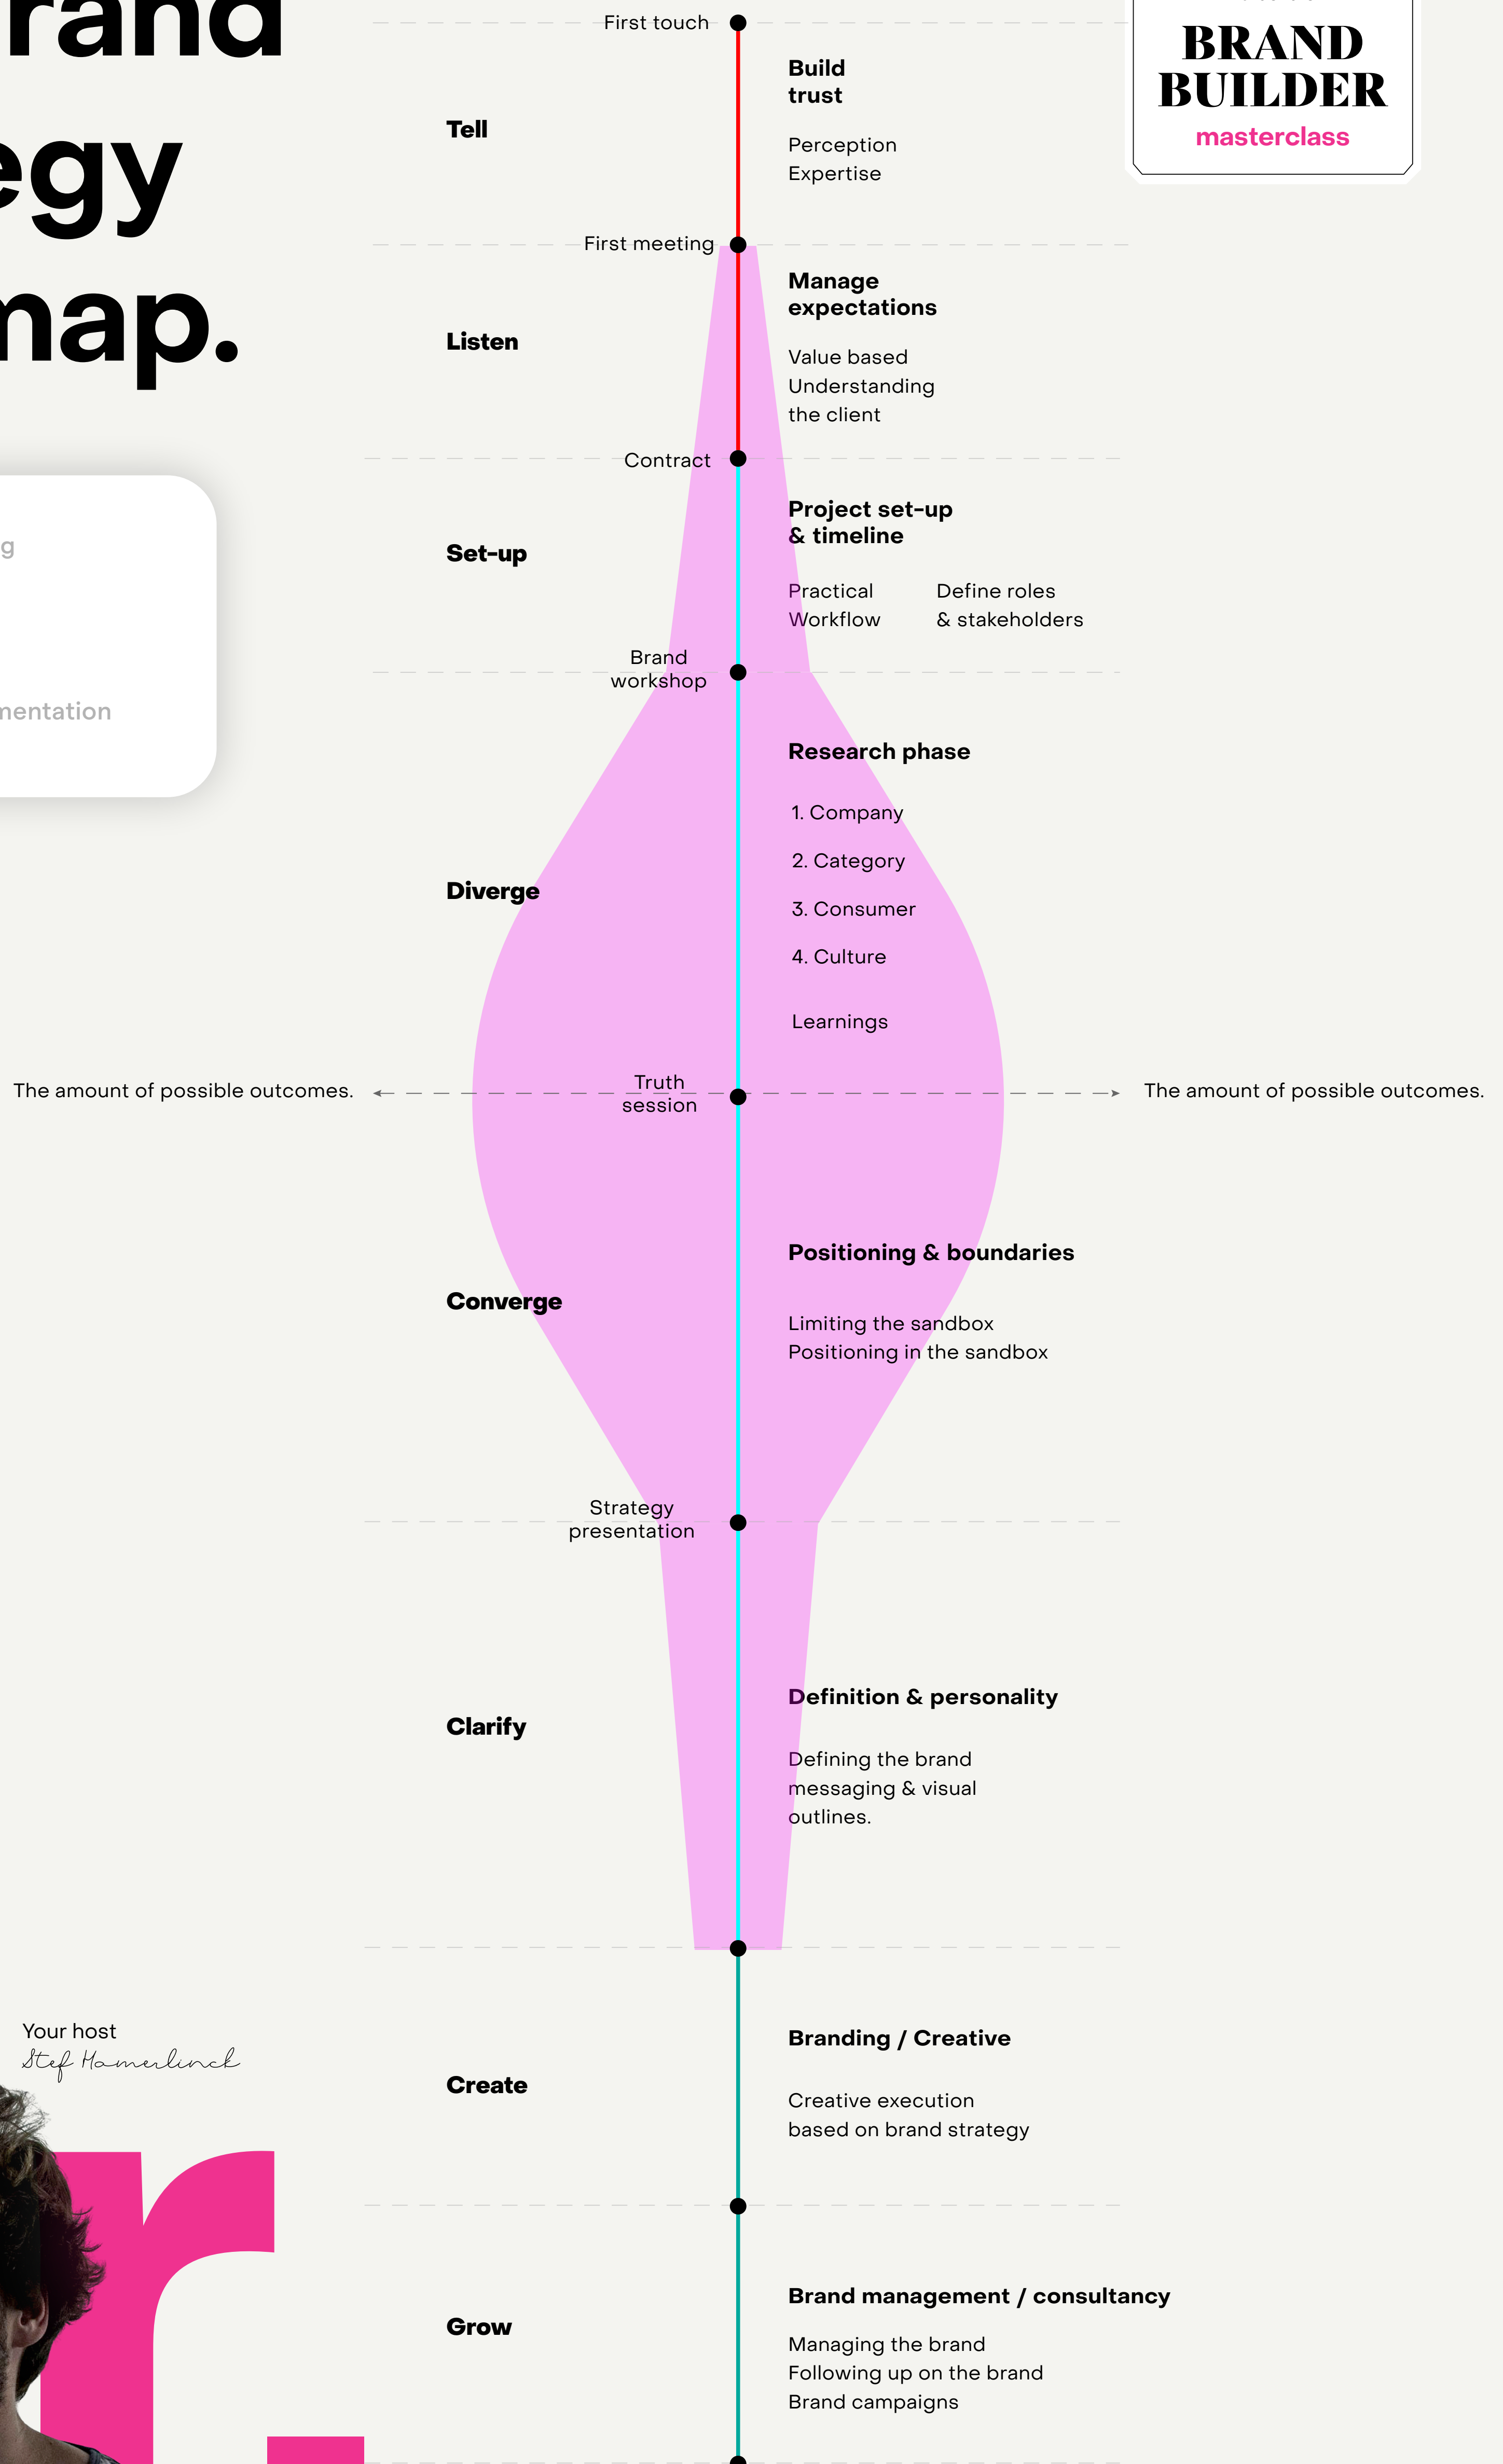 rand
egy
map.
BRAND
BUILDER
masterclass
First touch
Tell
Build
trust
Perception
Expertise
First meeting
Listen
Manage
expectations
Value based
Understanding
the client
Contract
Set-up
Project set-up
& timeline
Practical
Workflow
Define roles
& stakeholders
g
mentation
Brand
workshop
Diverge
Research phase
1. Company
2. Category
3. Consumer
4. Culture
Learnings
The amount of possible outcomes.
Truth
session
The amount of possible outcomes.
Converge
Positioning & boundaries
Limiting the sandbox
Positioning in the sandbox
Strategy
presentation
Clarify
Definition & personality
Defining the brand
messaging & visual
outlines.
Your host
Stef Hamerlinck
Create
Branding / Creative
Creative execution
based on brand strategy
r.
Grow
Brand management / consultancy
Managing the brand
Following up on the brand
Brand campaigns